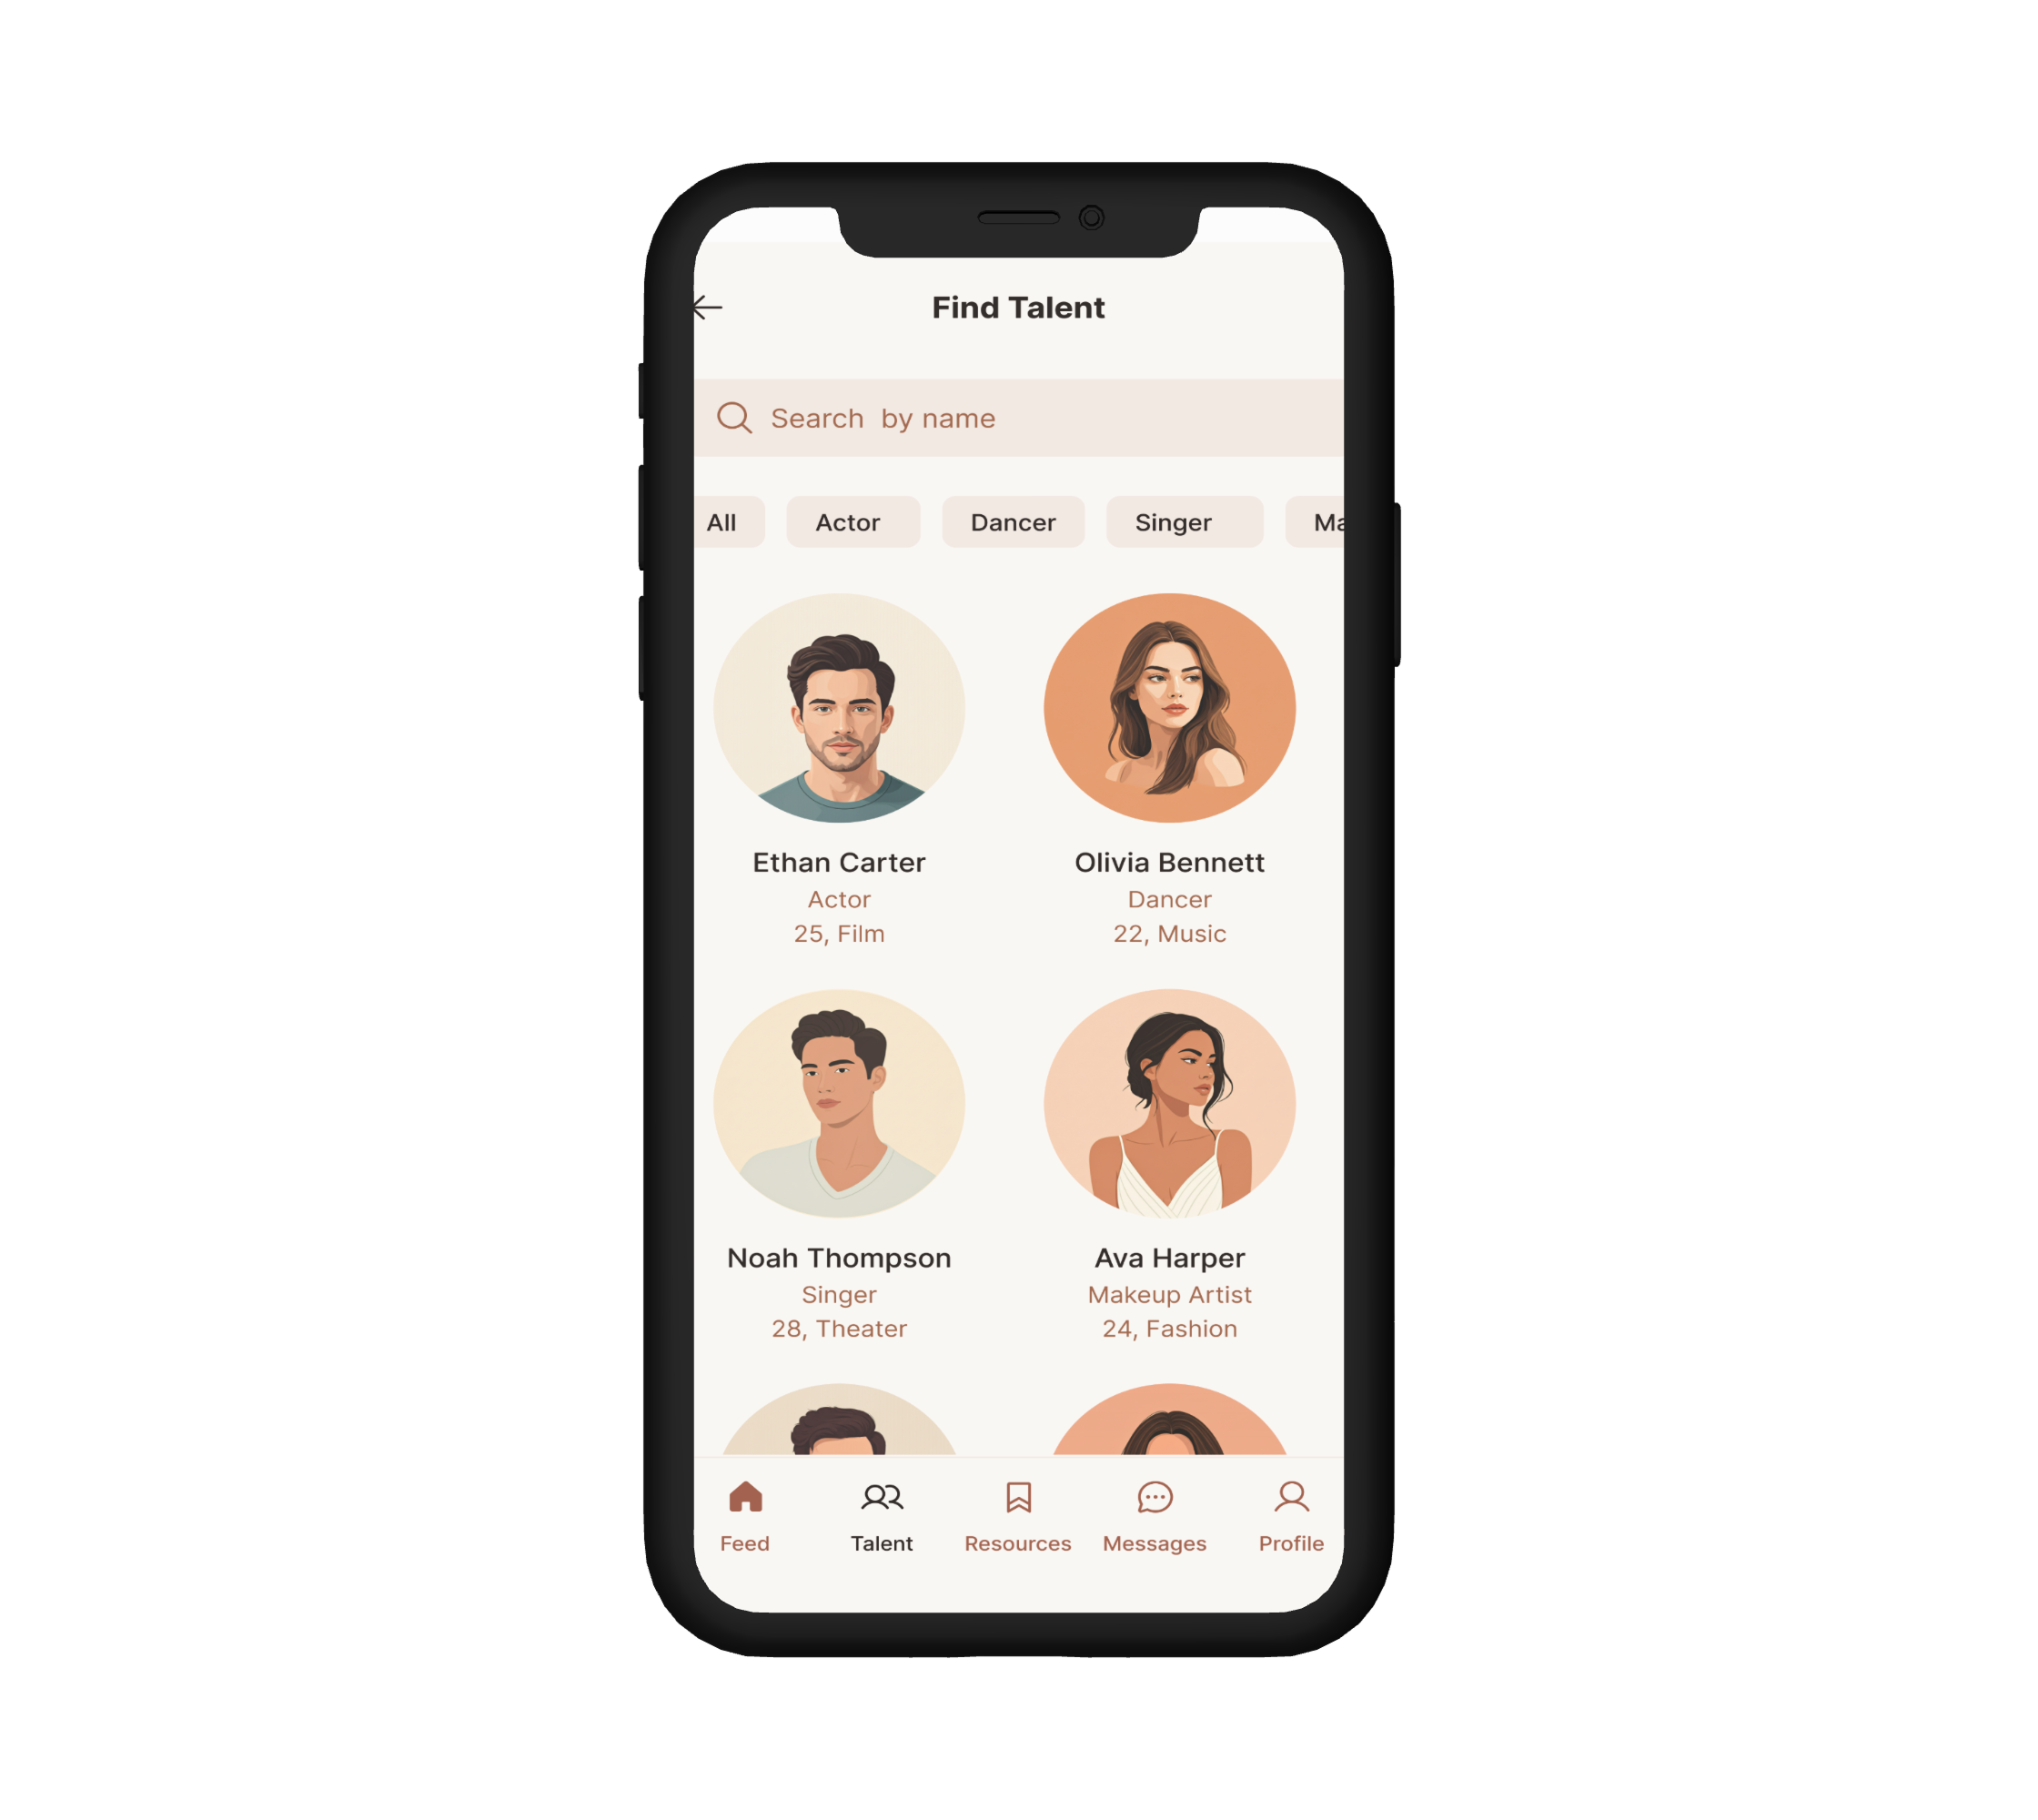 Find Talent
Search  by name
All Actor Dancer Singer Ma
Ethan Carter Olivia Bennett
Actor Dancer
25, Film 22, Music
Noah Thompson Ava Harper
Singer Makeup Artist
28, Theater 24, Fashion
Feed Talent Resources Messages Profile